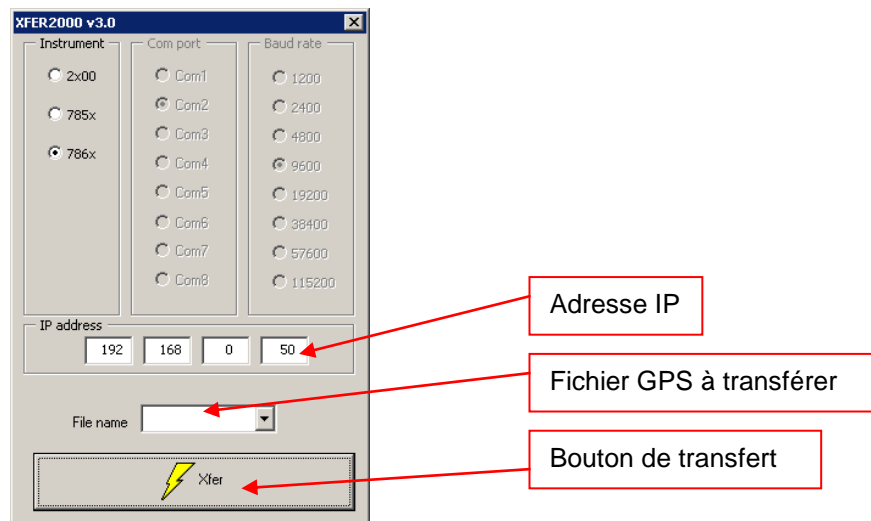 XFER2000 v3.0
Instrument
2x00
785x
786x
Com port
Com1
Com2
Com3
Com4
Com5
Com6
Com7
Com8
Baud rate
1200
2400
4800
9600
19200
38400
57600
115200
IP address
192 168 0 50
File name
Xfer
Adresse IP
Fichier GPS à transférer
Bouton de transfert